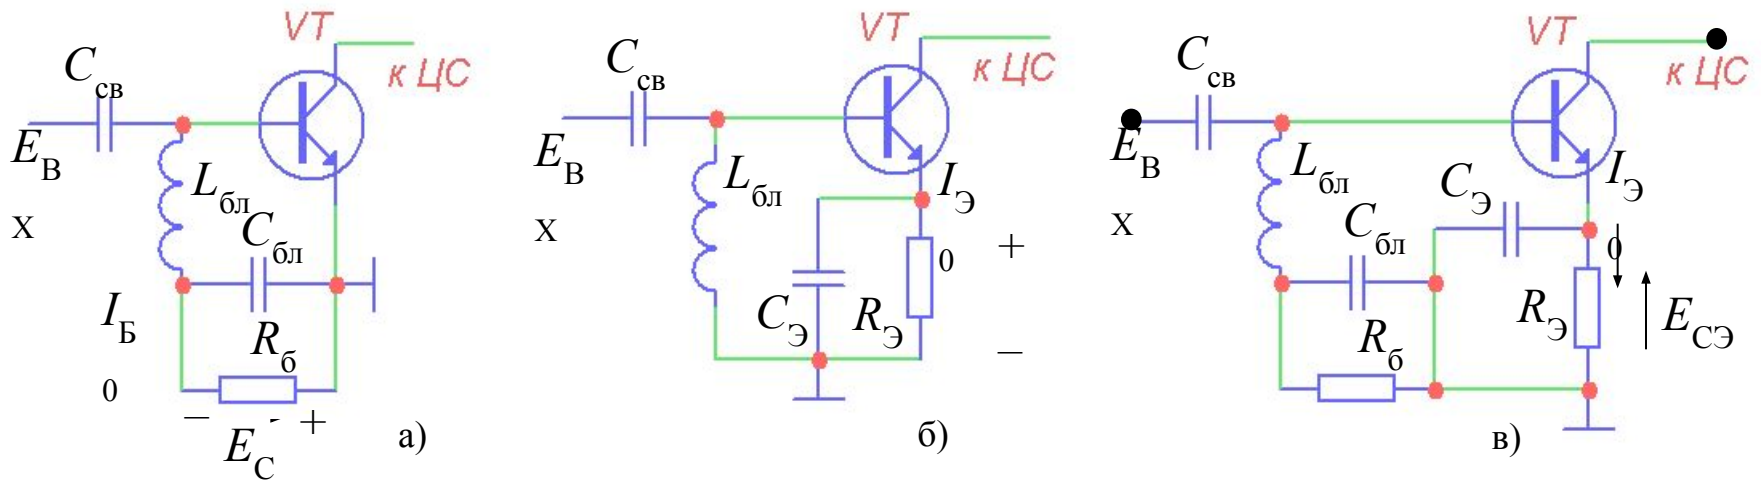 VT
C св
к ЦС
E В
Х
L бл
C бл
I Б
0
R б
− +
E С
а)
VT
C св
к ЦС
E В
Х
L бл
I Э
0
+
C Э
R Э
−
б)
VT
C св
к ЦС
E В
Х
L бл
I Э
0
C Э
C бл
R Э
E СЭ
R б
в)